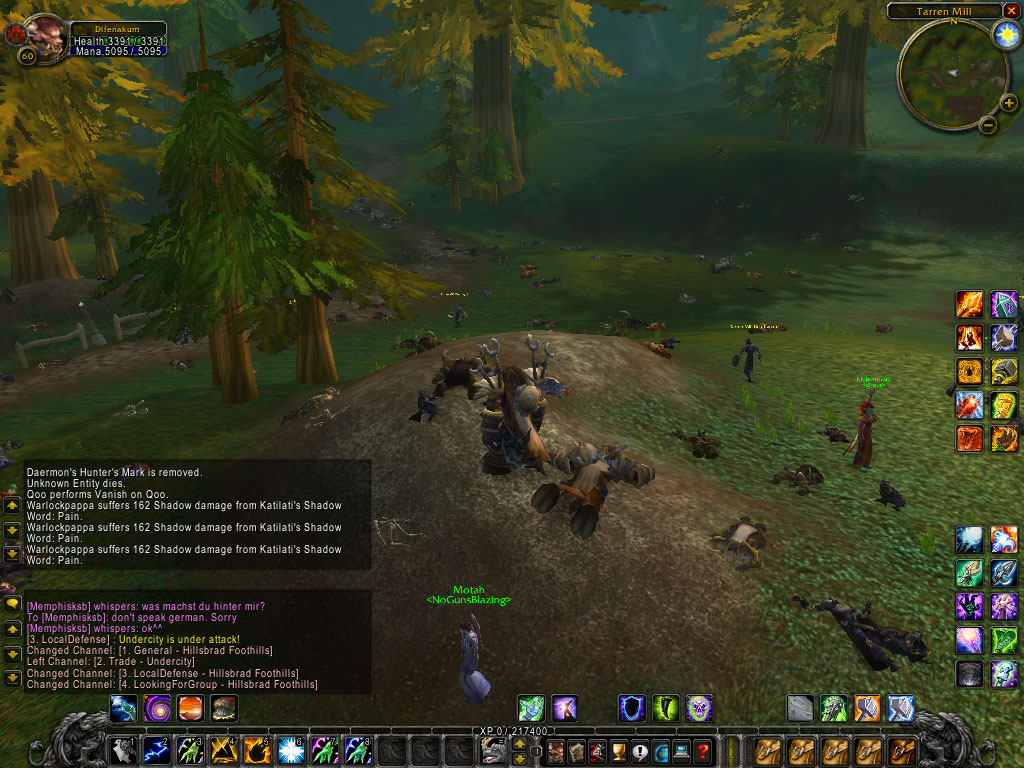 Difenakum
Health 3391 / 3391
Mana 5095 / 5095
60
Tarren Mill
N
Daermon's Hunter's Mark is removed.
Unknown Entity dies.
Qoo performs Vanish on Qoo.
Warlockpappa suffers 162 Shadow damage from Katilati's Shadow
Word: Pain.
Warlockpappa suffers 162 Shadow damage from Katilati's Shadow
Word: Pain.
Warlockpappa suffers 162 Shadow damage from Katilati's Shadow
Word: Pain.
Motah
<NoGunsBlazing>
[Memphisksb] whispers: was machst du hinter mir?
To [Memphisksb]: don't speak german. Sorry
[Memphisksb] whispers: ok^^
[3. LocalDefense] : Undercity is under attack!
Changed Channel: [1. General - Hillsbrad Foothills]
Left Channel: [2. Trade - Undercity]
Changed Channel: [3. LocalDefense - Hillsbrad Foothills]
Changed Channel: [4. LookingForGroup - Hillsbrad Foothills]
XP 0 / 217400